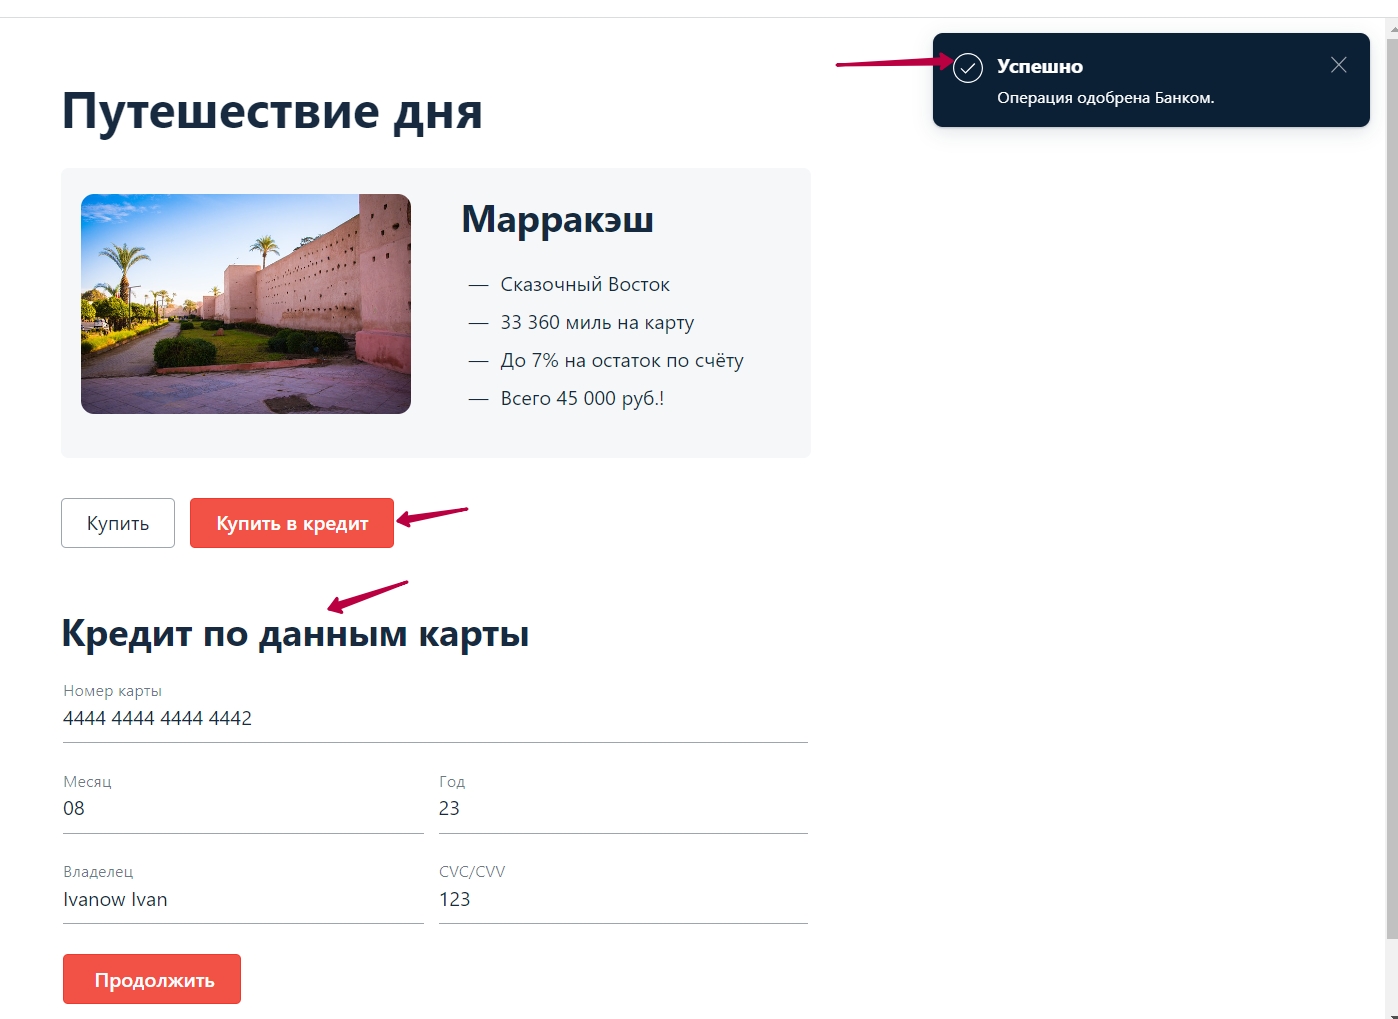 Успешно
Операция одобрена Банком.
Путешествие дня
Марракэш
— Сказочный Восток
— 33 360 миль на карту
— До 7% на остаток по счёту
— Всего 45 000 руб.!
Купить
Купить в кредит
Кредит по данным карты
Номер карты
4444 4444 4444 4442
Месяц
Год
08
23
Владелец
CVC/CVV
Ivanow Ivan
123
Продолжить